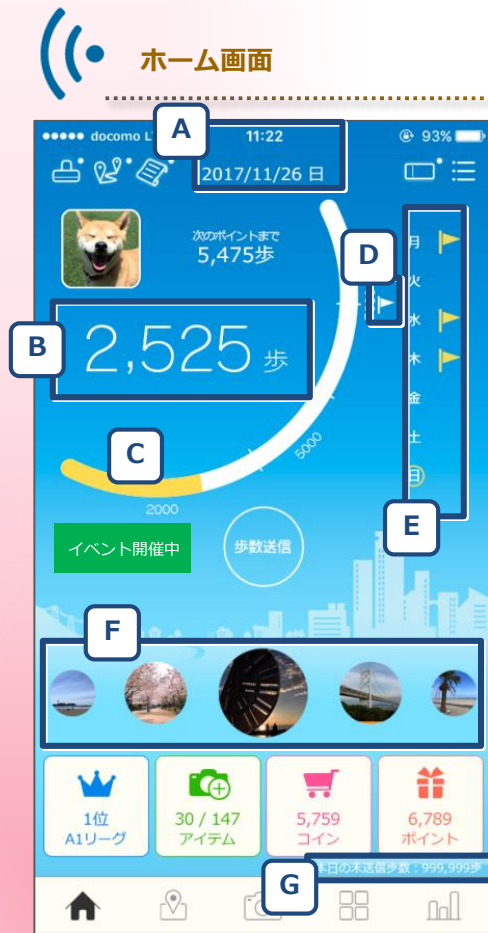 ホーム画面
docomo
A
11:22
93%
2017/11/26 日
次のポイントまで
5,475歩
D
月
火
水
木
金
土
日
B
2,525 歩
C
5000
2000
E
イベント開催中
歩数送信
F
1位
A1リーグ
30 / 147
アイテム
5,759
コイン
6,789
ポイント
G
本日の未送信歩数：999,999歩